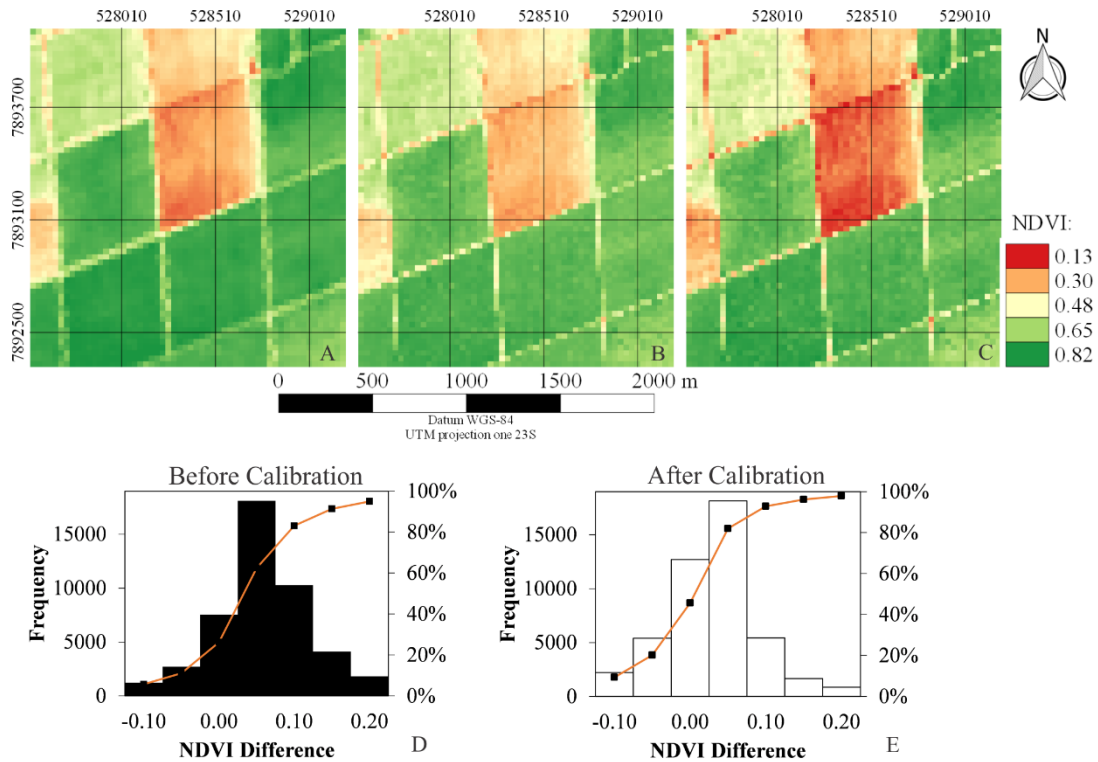 528010 528510 529010 528010 528510 529010 528010 528510 529010
N
7893700
7893100
7892500
A
B
C
NDVI:
0.13
0.30
0.48
0.65
0.82
0 500 1000 1500 2000 m
Datum WGS-84
UTM projection one 23S
Before Calibration
Frequency
15000
10000
5000
0
100%
80%
60%
40%
20%
0%
-0.10 0.00 0.10 0.20
NDVI Difference
D
After Calibration
Frequency
15000
10000
5000
0
100%
80%
60%
40%
20%
0%
-0.10 0.00 0.10 0.20
NDVI Difference
E